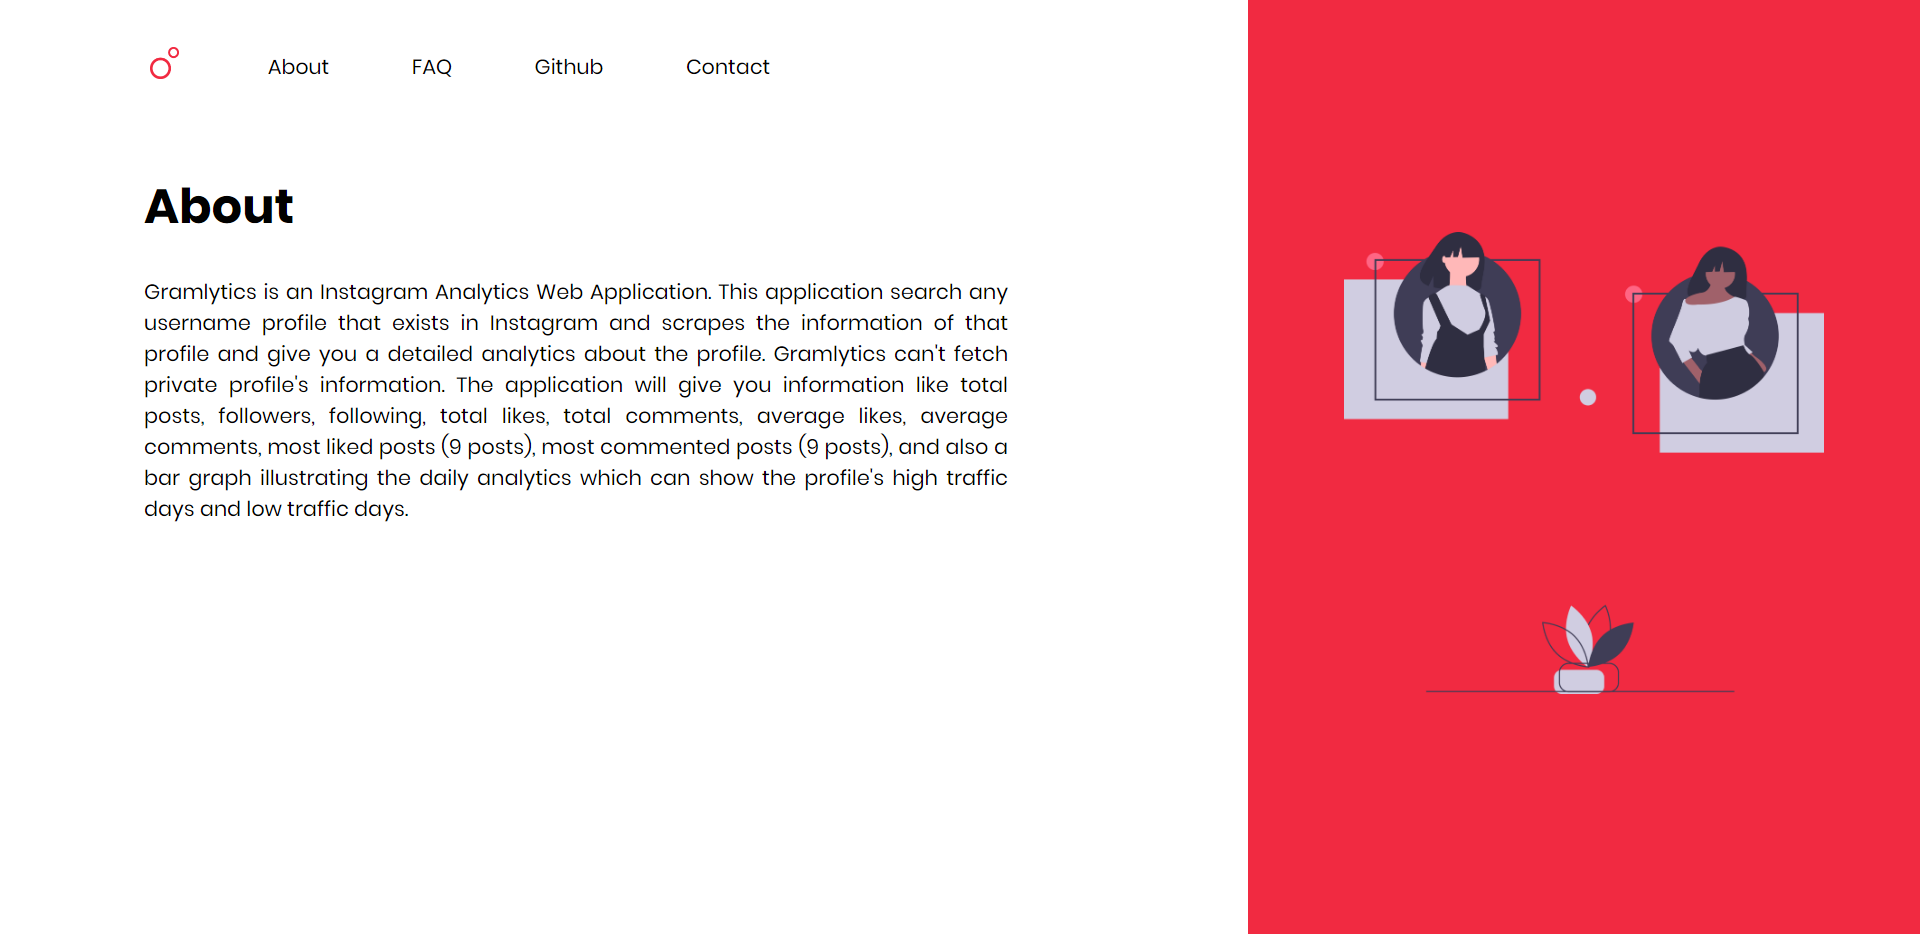 About
FAQ
Github
Contact
About
Gramlytics is an Instagram Analytics Web Application. This application search any
username profile that exists in Instagram and scrapes the information of that
profile and give you a detailed analytics about the profile. Gramlytics can't fetch
private profile's information. The application will give you information like total
posts, followers, following, total likes, total comments, average likes, average
comments, most liked posts (9 posts), most commented posts (9 posts), and also a
bar graph illustrating the daily analytics which can show the profile's high traffic
days and low traffic days.